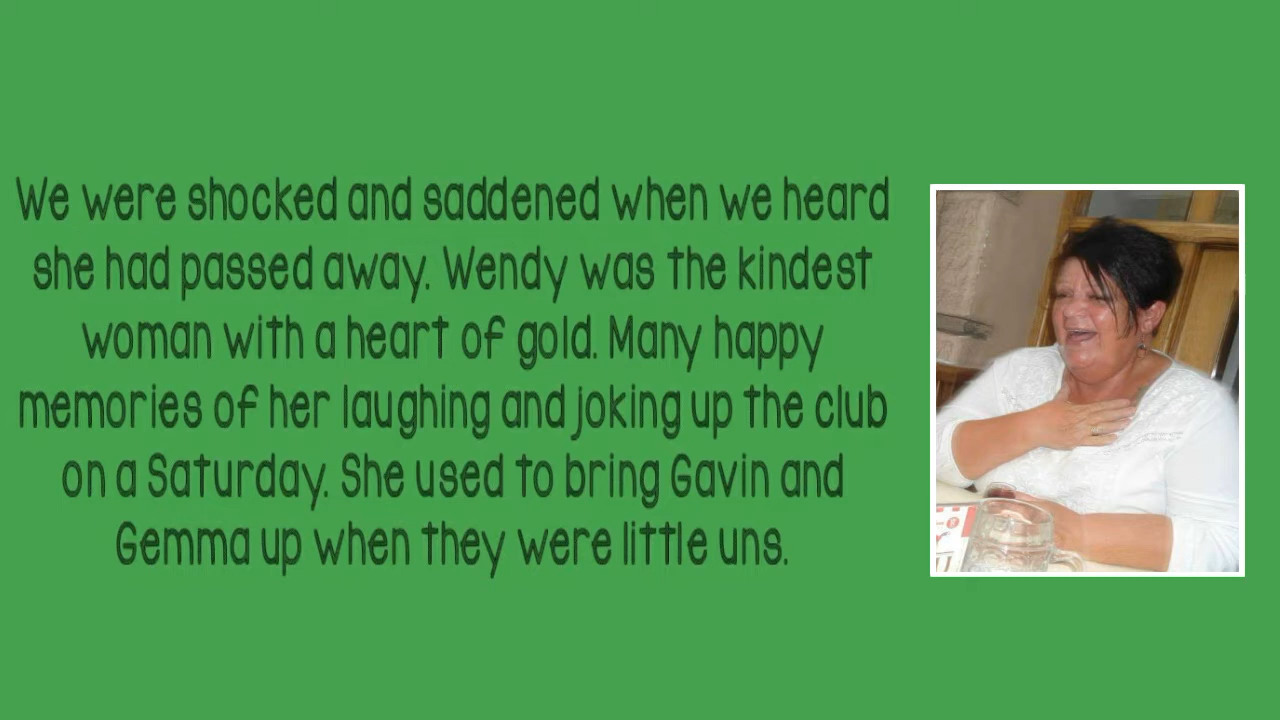 We were shocked and saddened when we heard
she had passed away. Wendy was the kindest
woman with a heart of gold. Many happy
memories of her laughing and joking up the club
on a Saturday. She used to bring Gavin and
Gemma up when they were little uns.